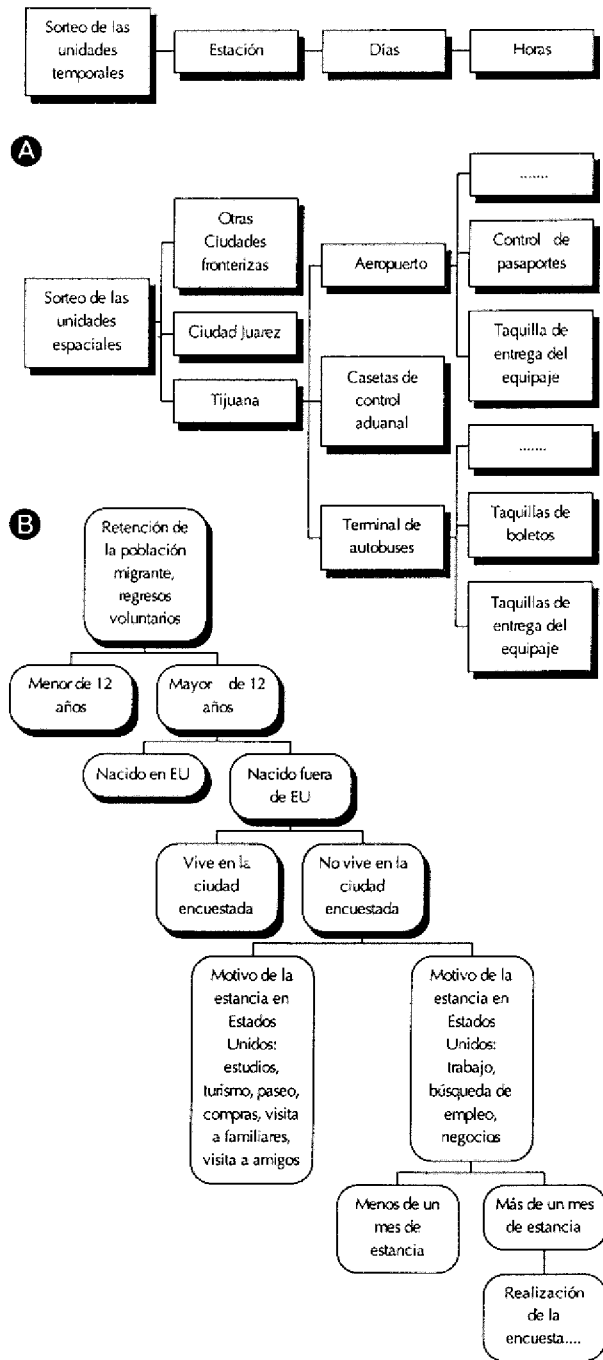 Sorteo de las
unidades
temporales
Estación
Días
Horas
A
Sorteo de las
unidades
espaciales
Otras
Ciudades
fronterizas
Ciudad Juarez
Tijuana
Aeropuerto
Casetas de
control
aduanal
Terminal de
autobuses
.......
Control de
pasaportes
Taquilla de
entrega del
equipaje
.......
Taquillas de
boletos
Taquillas de
entrega del
equipaje
B
Retención de
la población
migrante,
regresos
voluntarios
Menor de 12
años
Mayor de 12
años
Nacido en EU
Nacido fuera
de EU
Vive en la
ciudad
encuestada
No vive en la
ciudad
encuestada
Motivo de la
estancia en
Estados
Unidos:
estudios,
turismo, paseo,
compras, visita
a familiares,
visita a amigos
Motivo de la
estancia en
Estados
Unidos:
trabajo,
búsqueda de
empleo,
negocios
Menos de un
mes de
estancia
Más de un mes
de estancia
Realización
de la
encuesta....